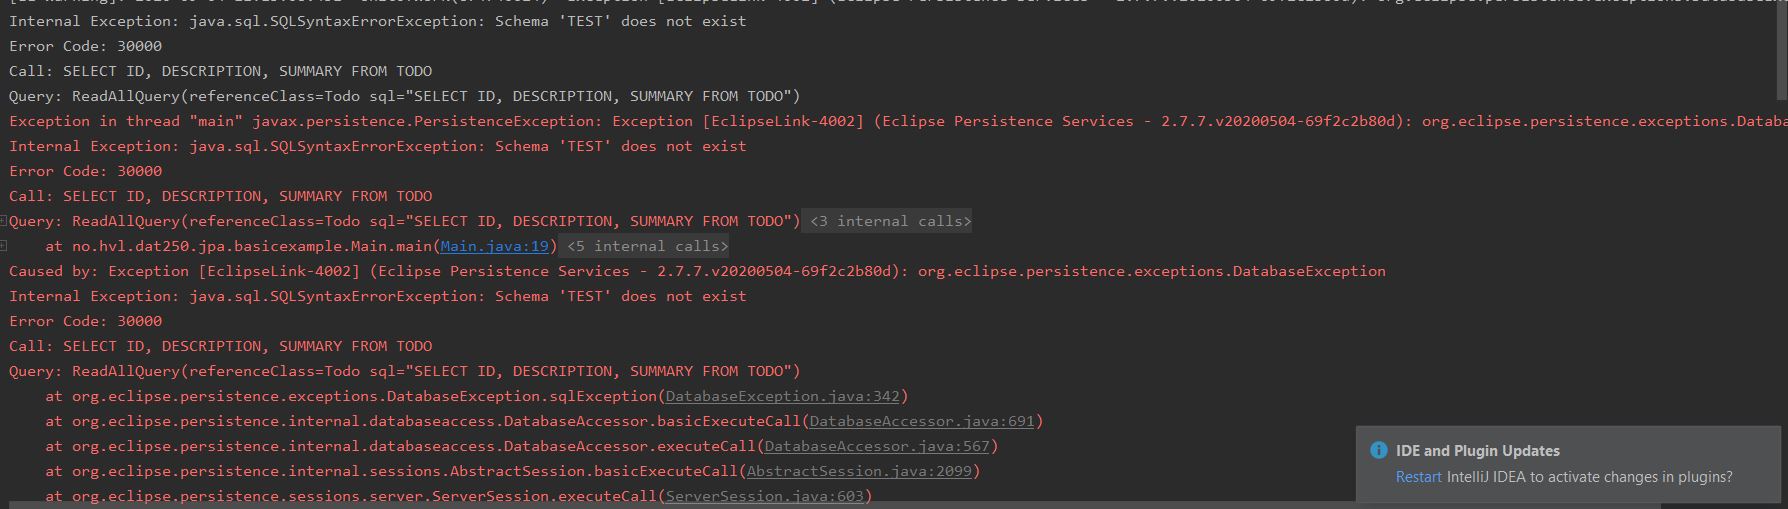 Internal Exception: java.sql.SQLSyntaxErrorException: Schema 'TEST' does not exist
Error Code: 30000
Call: SELECT ID, DESCRIPTION, SUMMARY FROM TODO
Query: ReadAllQuery(referenceClass=Todo sql="SELECT ID, DESCRIPTION, SUMMARY FROM TODO")
Exception in thread "main" javax.persistence.PersistenceException: Exception [EclipseLink-4002] (Eclipse Persistence Services - 2.7.7.v20200504-69f2c2b80d): org.eclipse.persistence.exceptions.Databa
Internal Exception: java.sql.SQLSyntaxErrorException: Schema 'TEST' does not exist
Error Code: 30000
Call: SELECT ID, DESCRIPTION, SUMMARY FROM TODO
Query: ReadAllQuery(referenceClass=Todo sql="SELECT ID, DESCRIPTION, SUMMARY FROM TODO") <3 internal calls>
at no.hvl.dat250.jpa.basicexample.Main.main(Main.java:19) <5 internal calls>
Caused by: Exception [EclipseLink-4002] (Eclipse Persistence Services - 2.7.7.v20200504-69f2c2b80d): org.eclipse.persistence.exceptions.DatabaseException
Internal Exception: java.sql.SQLSyntaxErrorException: Schema 'TEST' does not exist
Error Code: 30000
Call: SELECT ID, DESCRIPTION, SUMMARY FROM TODO
Query: ReadAllQuery(referenceClass=Todo sql="SELECT ID, DESCRIPTION, SUMMARY FROM TODO")
at org.eclipse.persistence.exceptions.DatabaseException.sqlException(DatabaseException.java:342)
at org.eclipse.persistence.internal.databaseaccess.DatabaseAccessor.basicExecuteCall(DatabaseAccessor.java:691)
at org.eclipse.persistence.internal.databaseaccess.DatabaseAccessor.executeCall(DatabaseAccessor.java:567)
at org.eclipse.persistence.internal.sessions.AbstractSession.basicExecuteCall(AbstractSession.java:2099)
at org.eclipse.persistence.sessions.server.ServerSession.executeCall(ServerSession.java:603)
IDE and Plugin Updates
Restart IntelliJ IDEA to activate changes in plugins?